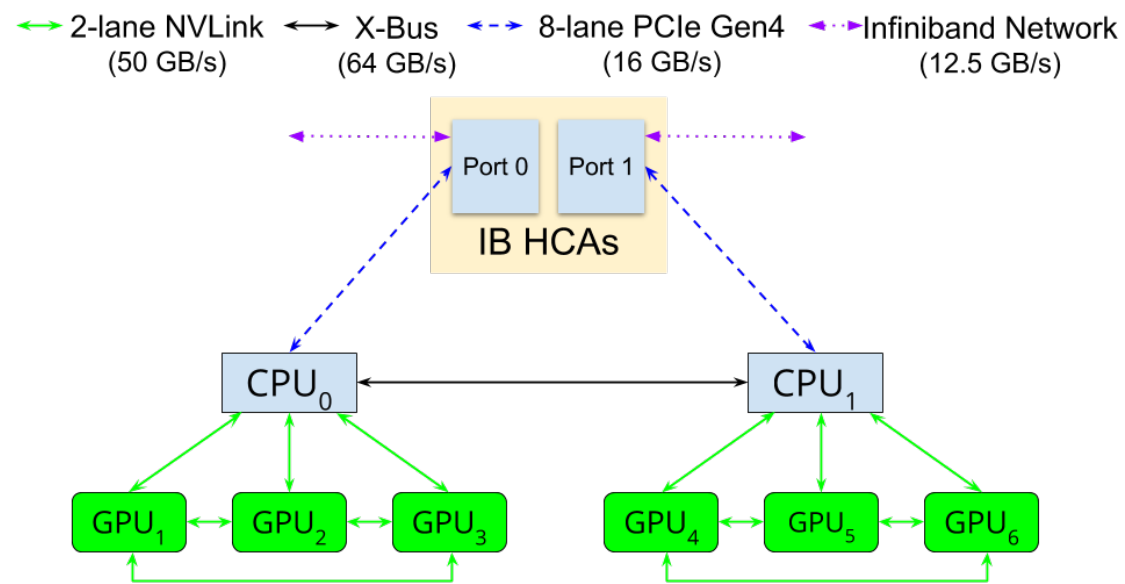 2-lane NVLink X-Bus 8-lane PCIe Gen4 Infiniband Network
(50 GB/s) (64 GB/s) (16 GB/s) (12.5 GB/s)
Port 0 Port 1
IB HCAs
CPU0 CPU1
GPU1 GPU2 GPU3 GPU4 GPU5 GPU6